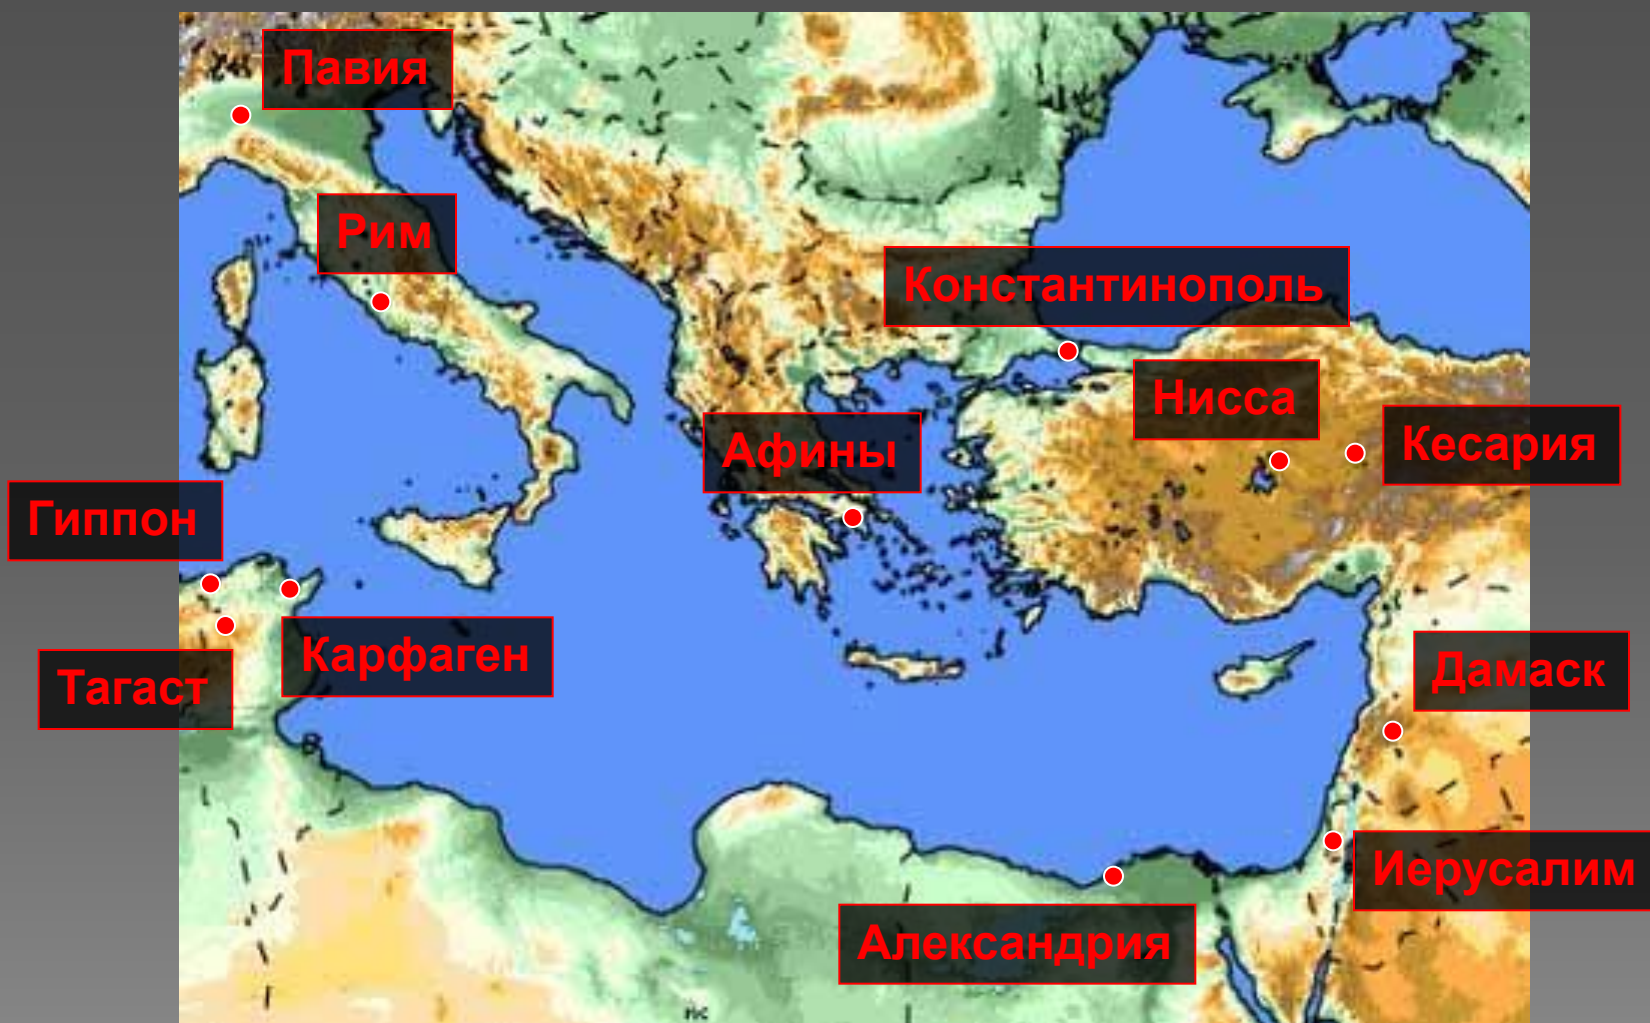 Павия
Рим
Константинополь
Нисса
Кесария
Афины
Гиппон
Карфаген
Тагаст
Дамаск
Иерусалим
Александрия